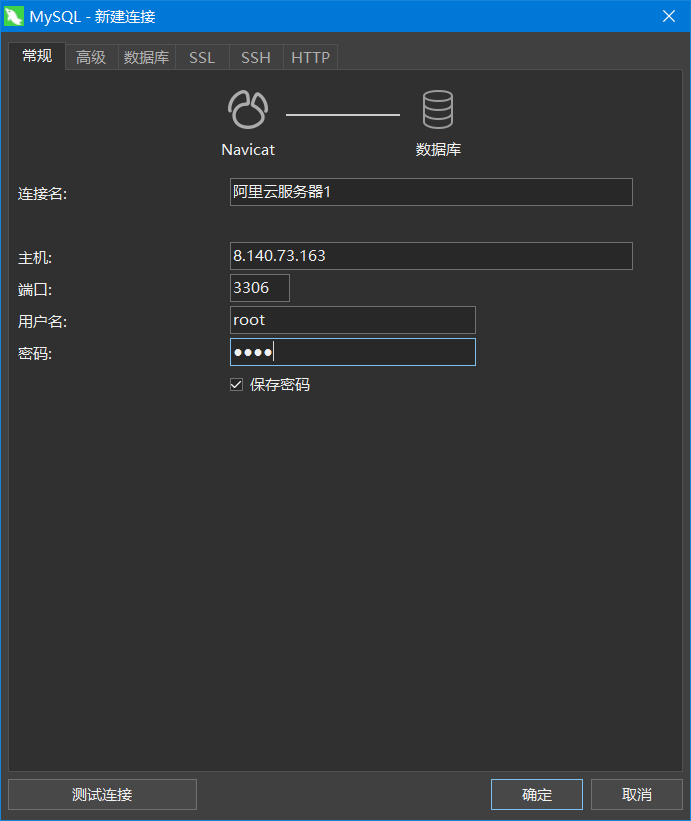 MySQL - 新建连接
常规 高级 数据库 SSL SSH HTTP
Navicat 数据库
连接名: 阿里云服务器1
主机: 8.140.73.163
端口: 3306
用户名: root
密码: ●●●●
保存密码
测试连接 确定 取消